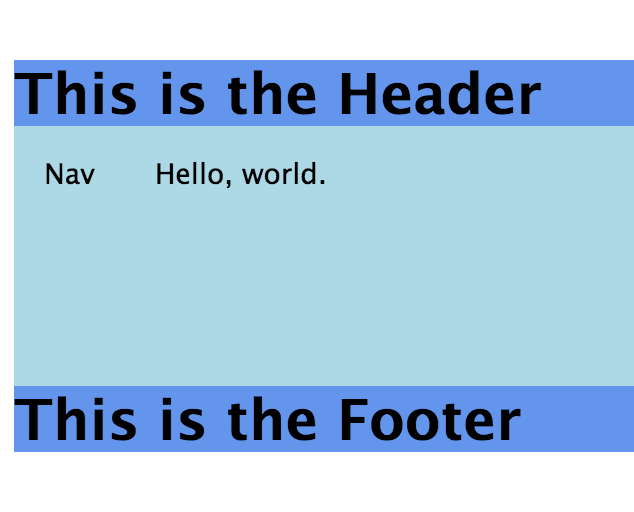 This is the Header
Nav Hello, world.
This is the Footer